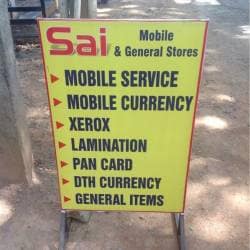 Sai Mobile
& General Stores
MOBILE SERVICE
MOBILE CURRENCY
XEROX
LAMINATION
PAN CARD
DTH CURRENCY
GENERAL ITEMS